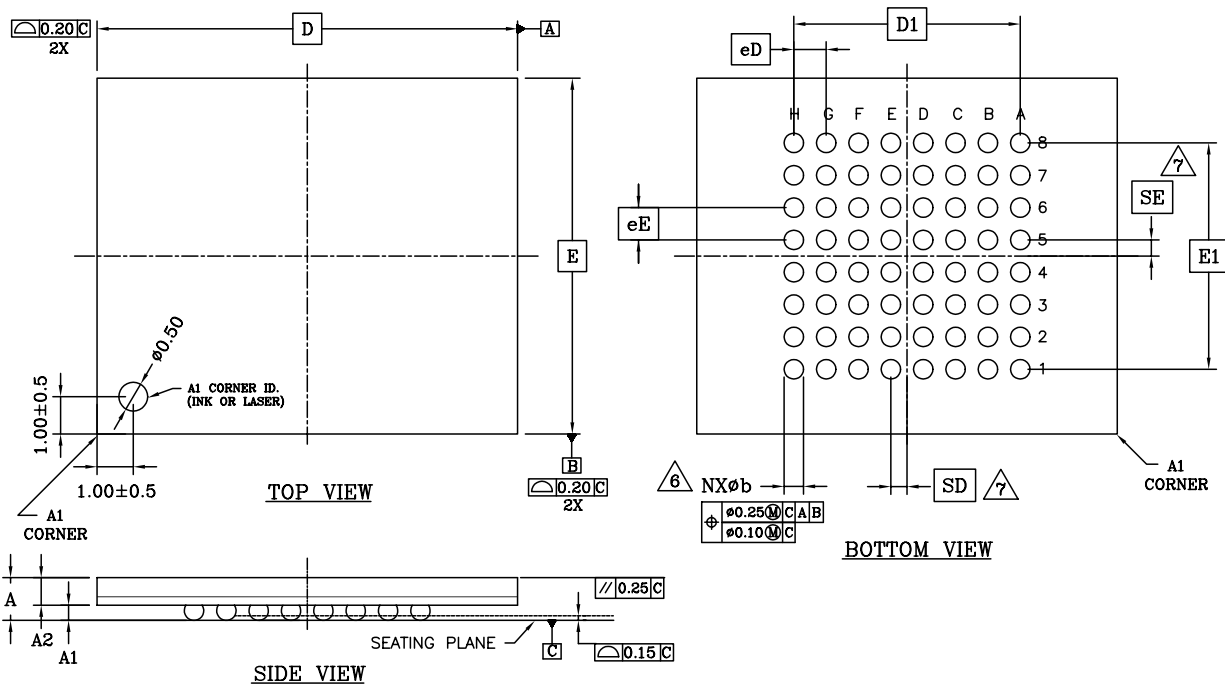 ⌓ 0.20 C
2X
D
A
E
ø0.50
A1 CORNER ID.
(INK OR LASER)
1.00±0.5
1.00±0.5
A1
CORNER
TOP VIEW
B
⌓ 0.20 C
2X
D1
eD
H G F E D C B A
8
7
6
5
4
3
2
1
eE
7
SE
E1
A1
CORNER
6 NXøb
⌖ ø0.25 Ⓜ C A B
ø0.10 Ⓜ C
SD 7
BOTTOM VIEW
A
A2
A1
// 0.25 C
SEATING PLANE
C
⌓ 0.15 C
SIDE VIEW